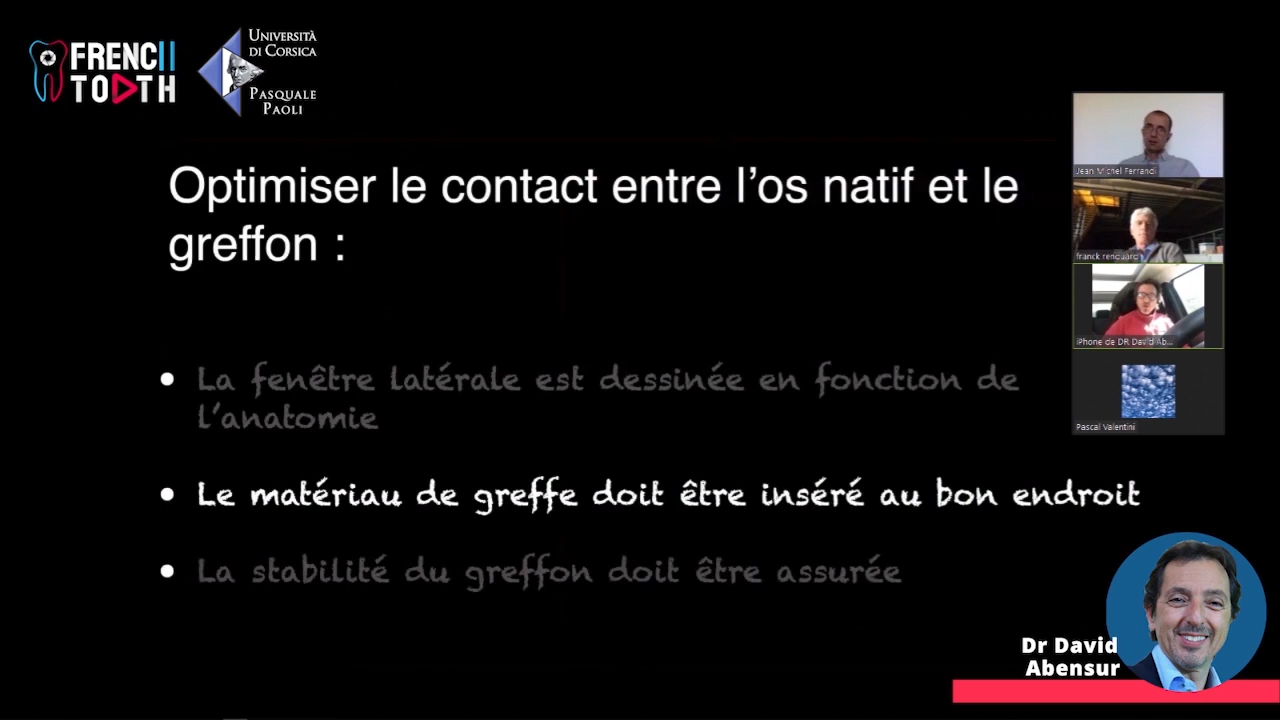 FRENCH
TOOTH
UNIVERSITÀ
DI CORSICA
PASQUALE
PAOLI
Optimiser le contact entre l'os natif et le
greffon :
• La fenêtre latérale est dessinée en fonction de
l'anatomie
• Le matériau de greffe doit être inséré au bon endroit
• La stabilité du greffon doit être assurée
Jean Michel Ferrandi
franck renouard
iPhone de DR David Ab...
Pascal Valentini
Dr David
Abensur